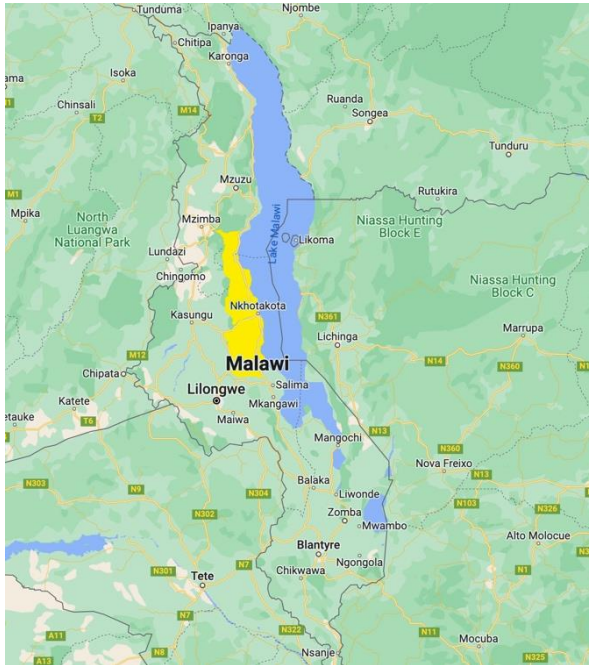 Tunduma
Njombe
Ipanya
Chitipa
Karonga
Isoka
ama
M1
Ruanda
Chinsali
M14
Songea
T2
Tunduru
Mzuzu
M1
Rutukira
Mpika
North
Luangwa
National Park
Mzimba
Lake Malawi
Likoma
Niassa Hunting
Block E
Lundazi
Chingomo
Niassa Hunting
Block C
Nkhotakota
Kasungu
N361
Lichinga
Marrupa
M12
Malawi
N14
N360
N1
Chipata
Salima
Lilongwe
Mkangawi
Katete
etauke
T6
Maiwa
N13
Mangochi
N360
Nova Freixo
N13
N303
N9
N304
Balaka
Liwonde
N103
N326
N302
Zomba
Mwambo
Alto Molocue
Blantyre
N3
Ngongola
N301
N7
Chikwawa
N1
Tete
N7
N322
N11
A11
Mocuba
N8
Nsanje
A13
N325